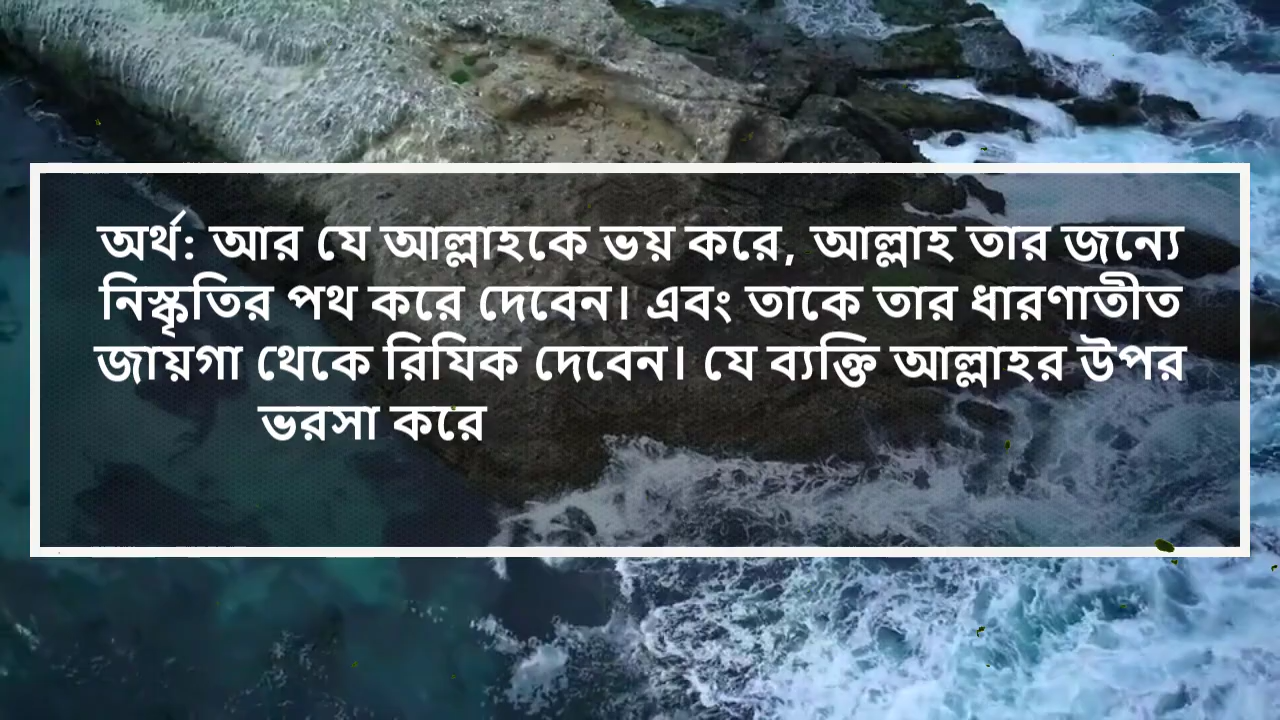 অর্থ: আর যে আল্লাহকে ভয় করে, আল্লাহ তার জন্যে
নিস্কৃতির পথ করে দেবেন। এবং তাকে তার ধারণাতীত
জায়গা থেকে রিযিক দেবেন। যে ব্যক্তি আল্লাহর উপর
ভরসা করে